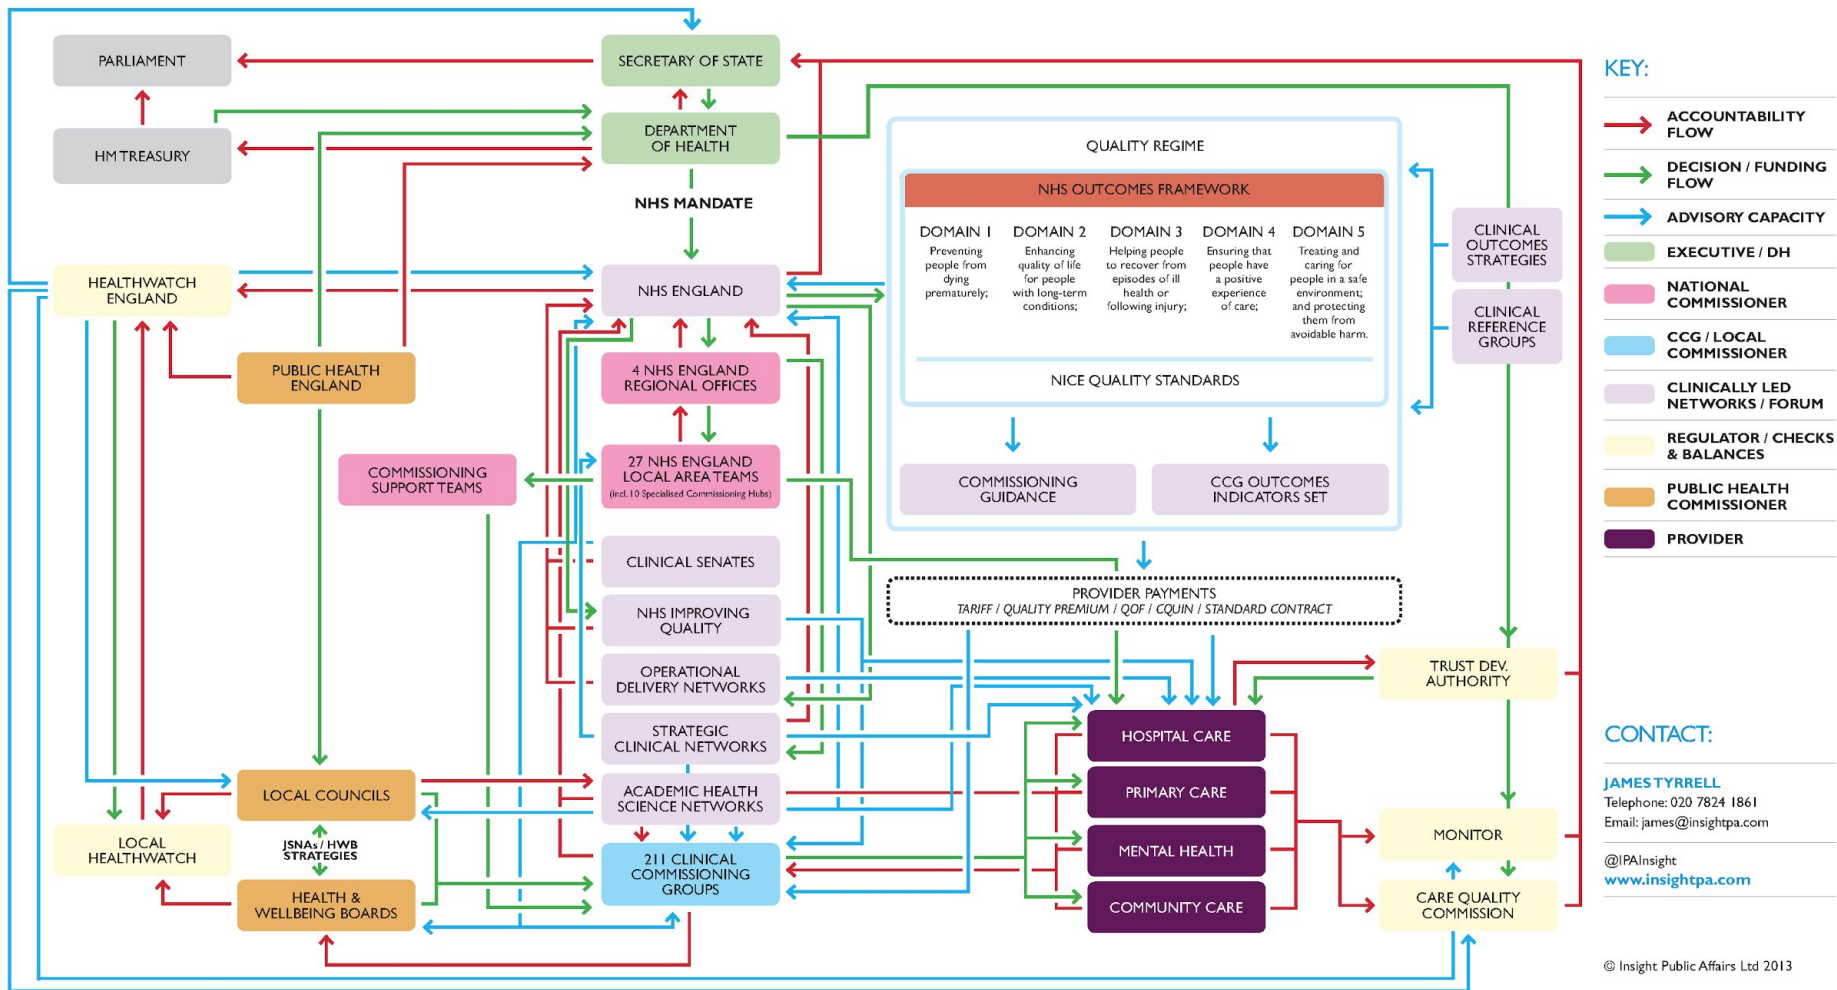 PARLIAMENT
HM TREASURY
SECRETARY OF STATE
DEPARTMENT
OF HEALTH
NHS MANDATE
HEALTHWATCH
ENGLAND
NHS ENGLAND
PUBLIC HEALTH
ENGLAND
4 NHS ENGLAND
REGIONAL OFFICES
COMMISSIONING
SUPPORT TEAMS
27 NHS ENGLAND
LOCAL AREA TEAMS
(incl. 10 Specialised Commissioning Hubs)
CLINICAL SENATES
NHS IMPROVING
QUALITY
OPERATIONAL
DELIVERY NETWORKS
STRATEGIC
CLINICAL NETWORKS
ACADEMIC HEALTH
SCIENCE NETWORKS
211 CLINICAL
COMMISSIONING
GROUPS
LOCAL COUNCILS
LOCAL
HEALTHWATCH
JSNAs / HWB
STRATEGIES
HEALTH &
WELLBEING BOARDS
QUALITY REGIME
NHS OUTCOMES FRAMEWORK
DOMAIN 1
Preventing
people from
dying
prematurely;
DOMAIN 2
Enhancing
quality of life
for people
with long-term
conditions;
DOMAIN 3
Helping people
to recover from
episodes of ill
health or
following injury;
DOMAIN 4
Ensuring that
people have
a positive
experience
of care;
DOMAIN 5
Treating and
caring for
people in a safe
environment;
and protecting
them from
avoidable harm.
NICE QUALITY STANDARDS
COMMISSIONING
GUIDANCE
CCG OUTCOMES
INDICATORS SET
PROVIDER PAYMENTS
TARIFF / QUALITY PREMIUM / QOF / CQUIN / STANDARD CONTRACT
CLINICAL
OUTCOMES
STRATEGIES
CLINICAL
REFERENCE
GROUPS
HOSPITAL CARE
PRIMARY CARE
MENTAL HEALTH
COMMUNITY CARE
TRUST DEV.
AUTHORITY
MONITOR
CARE QUALITY
COMMISSION
KEY:
ACCOUNTABILITY
FLOW
DECISION / FUNDING
FLOW
ADVISORY CAPACITY
EXECUTIVE / DH
NATIONAL
COMMISSIONER
CCG / LOCAL
COMMISSIONER
CLINICALLY LED
NETWORKS / FORUM
REGULATOR / CHECKS
& BALANCES
PUBLIC HEALTH
COMMISSIONER
PROVIDER
CONTACT:
JAMES TYRRELL
Telephone: 020 7824 1861
Email: james@insightpa.com
@IPAInsight
www.insightpa.com
© Insight Public Affairs Ltd 2013